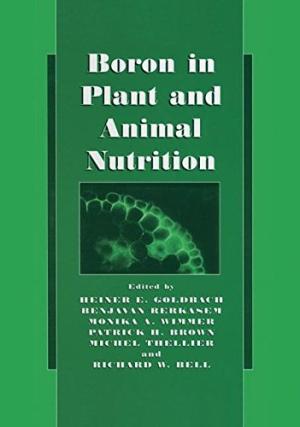 Boron in
Plant and
Animal
Nutrition
Edited by
HEINER E. GOLDBACH
BENJAVAN RERKASEM
MONIKA A. WIMMER
PATRICK H. BROWN
MICHEL THELLIER
and
RICHARD W. BELL